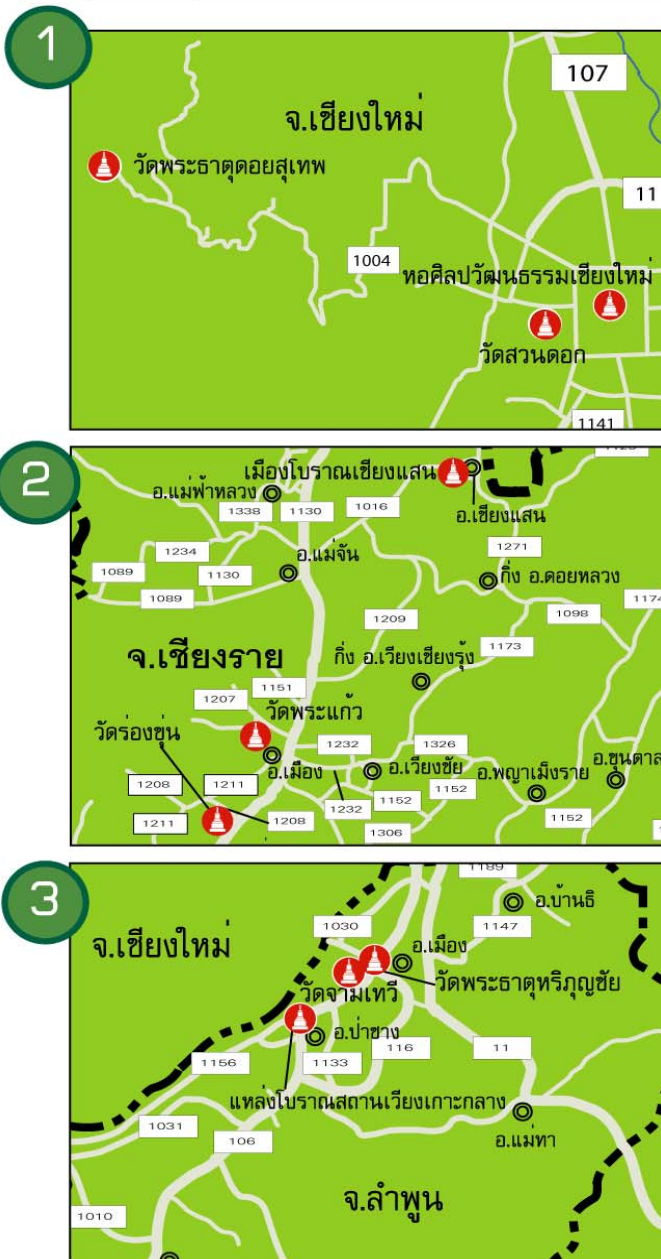 1
107
จ.เชียงใหม่
วัดพระธาตุดอยสุเทพ
11
1004
หอศิลปวัฒนธรรมเชียงใหม่
วัดสวนดอก
1141
2
เมืองโบราณเชียงแสน
อ.แม่ฟ้าหลวง
1338
1130
1016
อ.เชียงแสน
1234
อ.แม่จัน
1271
1089
1130
กิ่ง อ.ดอยหลวง
1089
1174
1209
1098
จ.เชียงราย
กิ่ง อ.เวียงเชียงรุ้ง
1173
1151
1207
วัดพระแก้ว
วัดร่องขุ่น
1232
1326
อ.เมือง
อ.เวียงชัย
อ.พญาเม็งราย
อ.ขุนตาล
1208
1211
1232
1152
1152
1211
1208
1152
1306
3
1189
อ.บ้านธิ
1030
1147
จ.เชียงใหม่
อ.เมือง
วัดจามเทวี
วัดพระธาตุหริภุญชัย
อ.ป่าซาง
116
11
1156
1133
แหล่งโบราณสถานเวียงเกาะกลาง
1031
106
อ.แม่ทา
จ.ลำพูน
1010